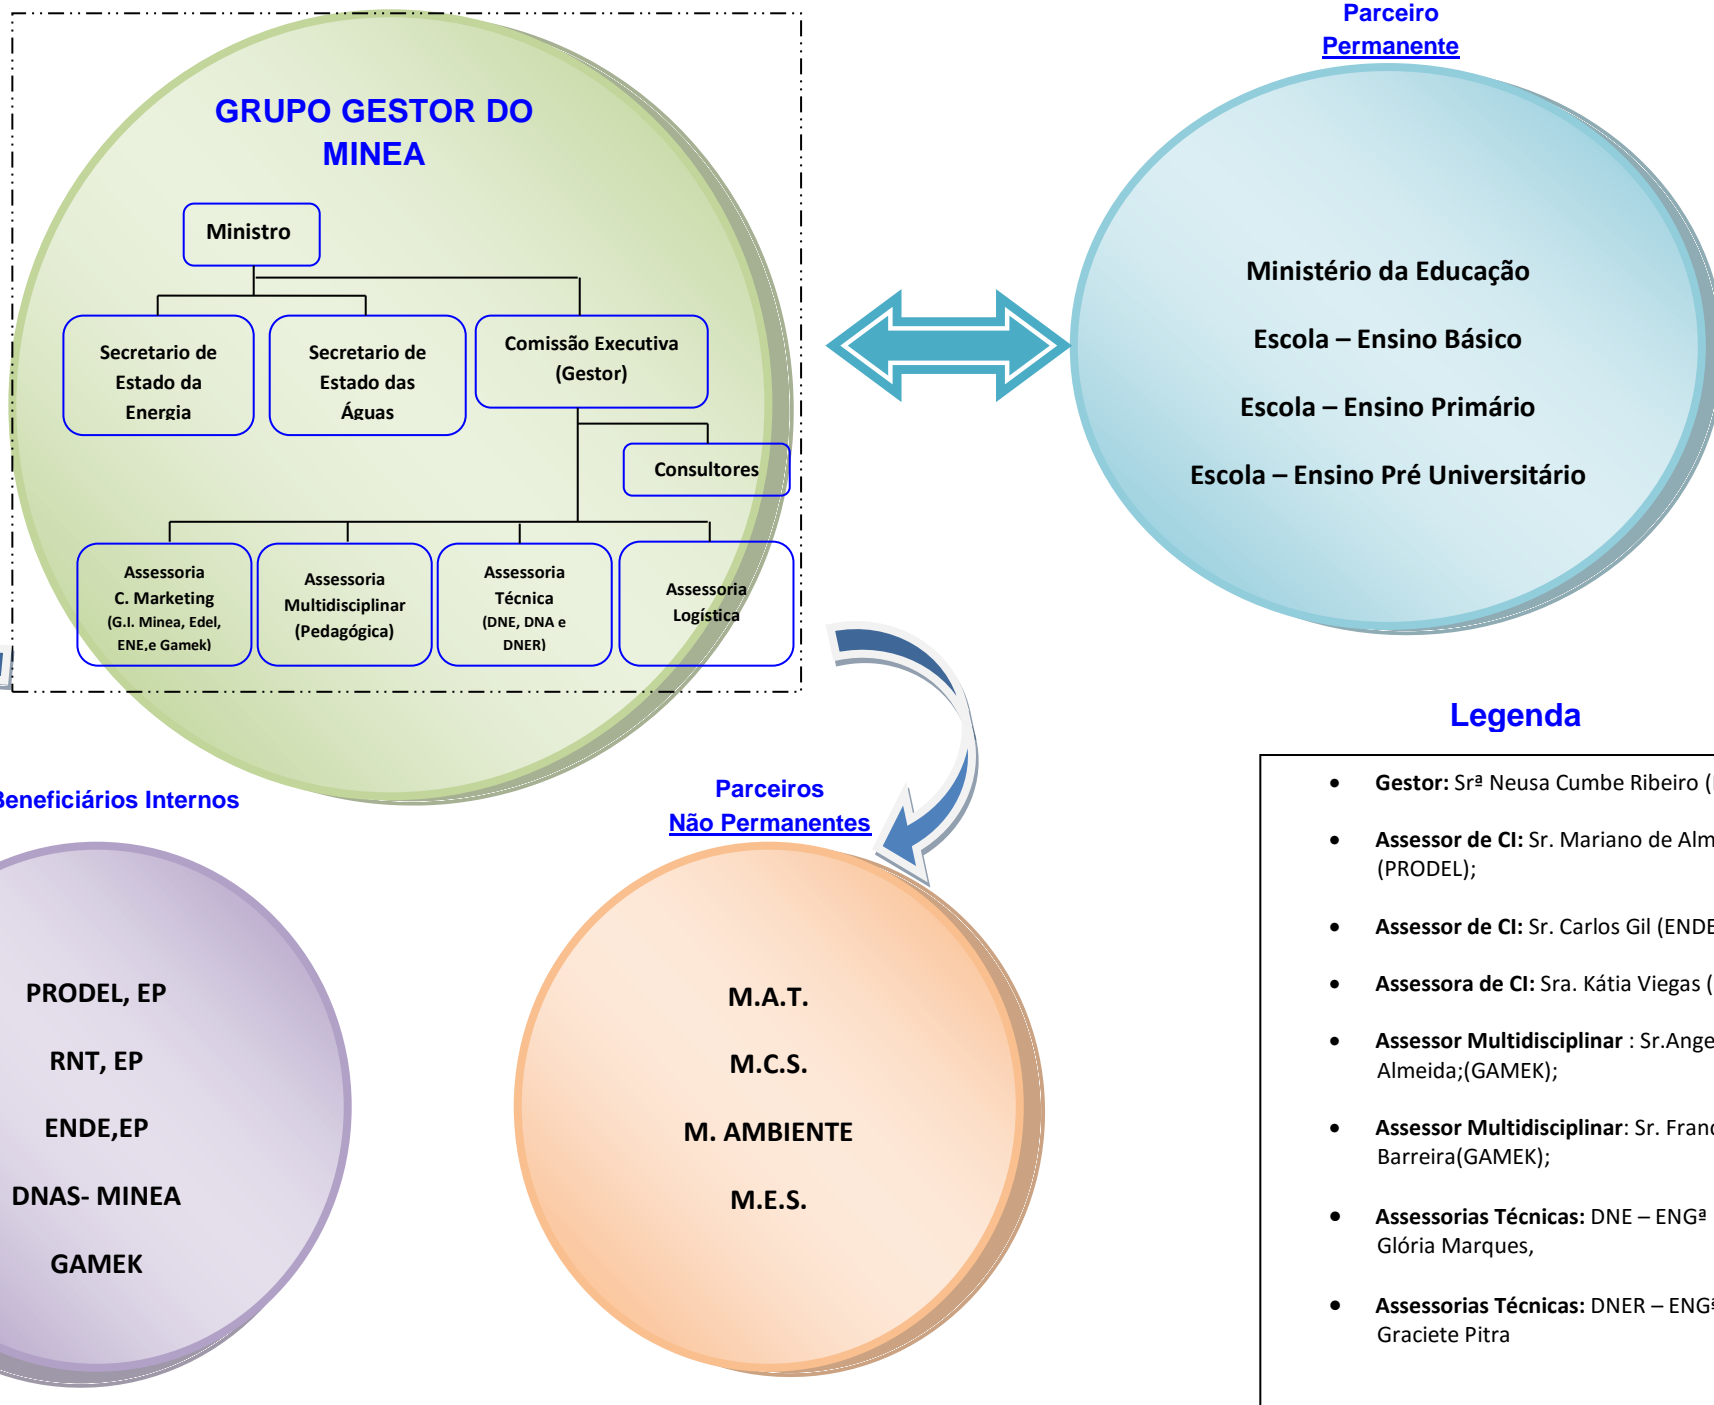 GRUPO GESTOR DO
MINEA
Ministro
Secretario de
Estado da
Energia
Secretario de
Estado das
Águas
Comissão Executiva
(Gestor)
Consultores
Assessoria
C. Marketing
(G.I. Minea, Edel,
ENE,e Gamek)
Assessoria
Multidisciplinar
(Pedagógica)
Assessoria
Técnica
(DNE, DNA e
DNER)
Assessoria
Logística
Parceiro
Permanente
Ministério da Educação
Escola – Ensino Básico
Escola – Ensino Primário
Escola – Ensino Pré Universitário
Beneficiários Internos
PRODEL, EP
RNT, EP
ENDE,EP
DNAS- MINEA
GAMEK
Parceiros
Não Permanentes
M.A.T.
M.C.S.
M. AMBIENTE
M.E.S.
Legenda
• Gestor: Srª Neusa Cumbe Ribeiro (
• Assessor de CI: Sr. Mariano de
(PRODEL);
• Assessor de CI: Sr. Carlos Gil (ENDE
• Assessora de CI: Sra. Kátia Viegas (
• Assessor Multidisciplinar : Sr.Ange
Almeida;(GAMEK);
• Assessor Multidisciplinar: Sr. Fran
Barreira(GAMEK);
• Assessorias Técnicas: DNE – ENGª
Glória Marques,
• Assessorias Técnicas: DNER – ENGª
Graciete Pitra